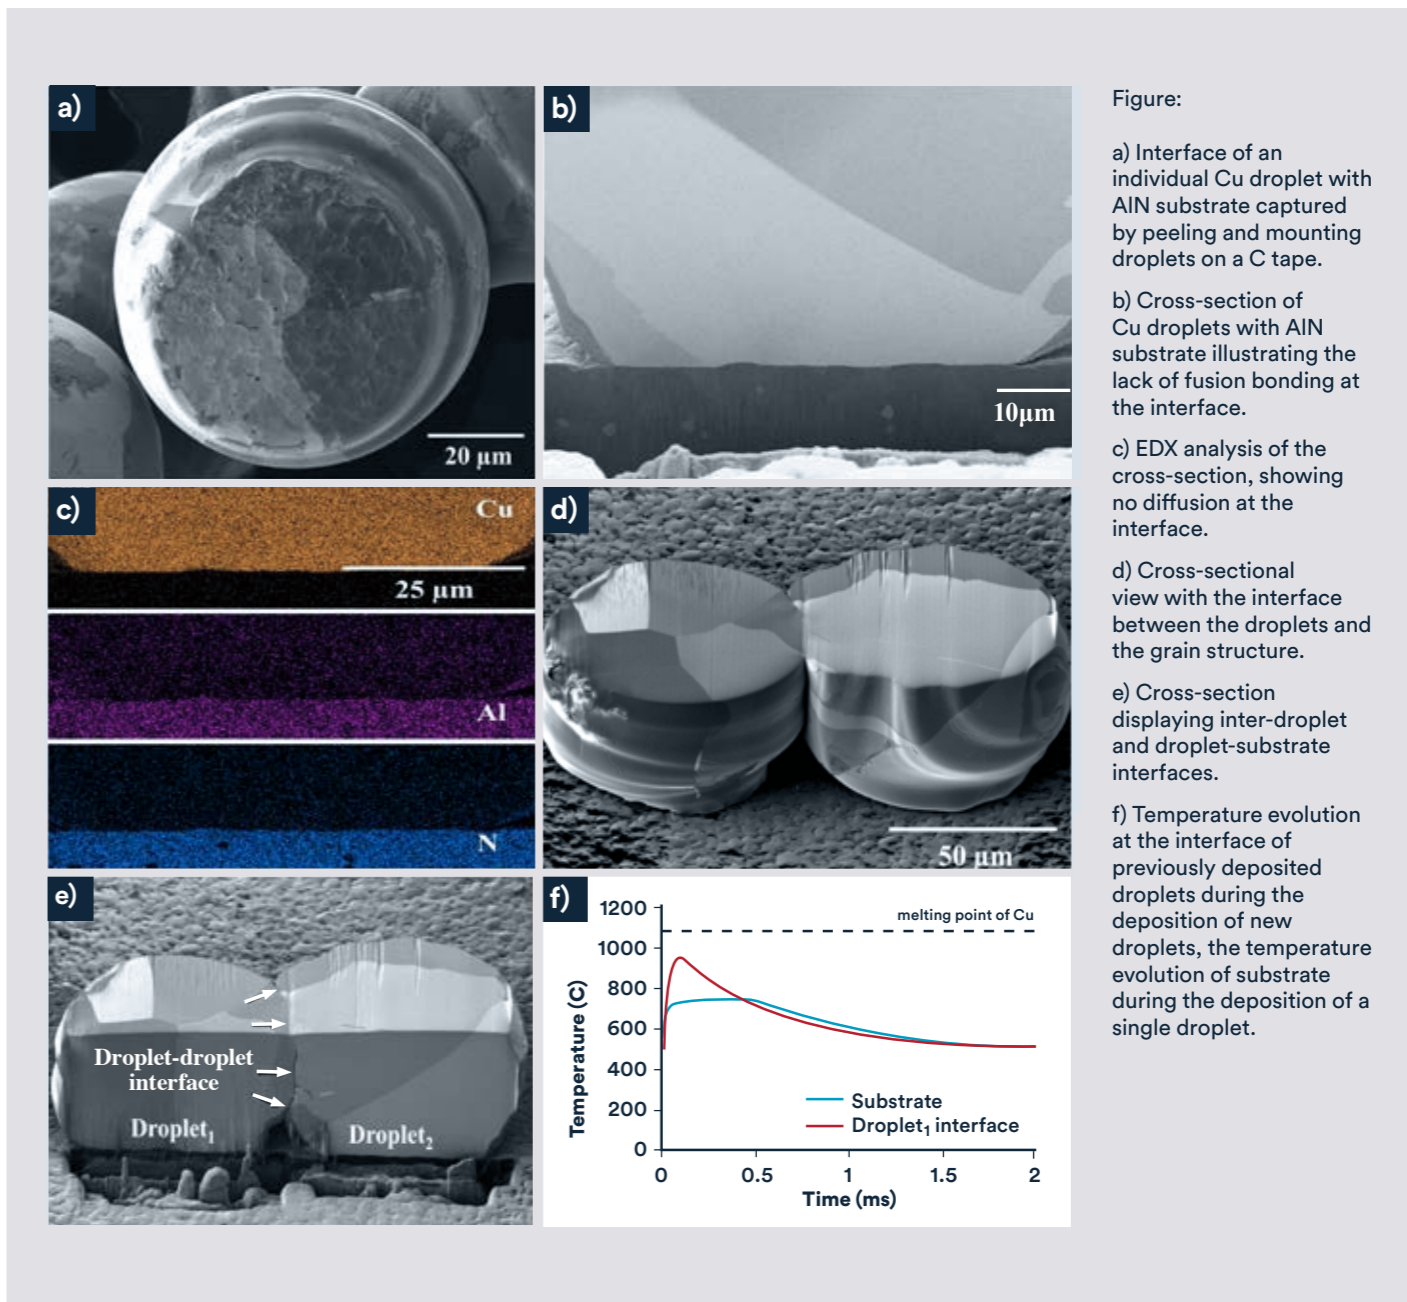 a)
20 μm
b)
10μm
c)
Cu
25 μm
Al
N
d)
50 μm
e)
Droplet-droplet
interface
Droplet₁
Droplet₂
f)
1200
1000
800
600
400
200
0
Temperature (C)
melting point of Cu
Substrate
Droplet₁ interface
0
0.5
1
1.5
2
Time (ms)
Figure:
a) Interface of an
individual Cu droplet with
AlN substrate captured
by peeling and mounting
droplets on a C tape.
b) Cross-section of
Cu droplets with AlN
substrate illustrating the
lack of fusion bonding at
the interface.
c) EDX analysis of the
cross-section, showing
no diffusion at the
interface.
d) Cross-sectional
view with the interface
between the droplets and
the grain structure.
e) Cross-section
displaying inter-droplet
and droplet-substrate
interfaces.
f) Temperature evolution
at the interface of
previously deposited
droplets during the
deposition of new
droplets, the temperature
evolution of substrate
during the deposition of a
single droplet.